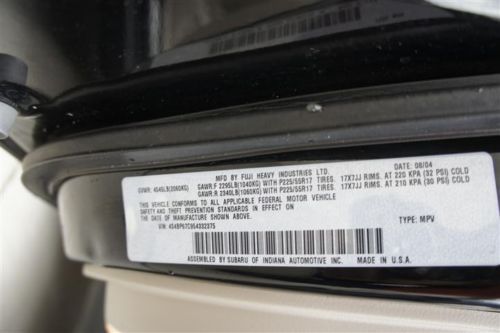 MFD BY FUJI HEAVY INDUSTRIES LTD. DATE: 08/04
GVWR: 4545LB(2060KG) GAWR:F 2295LB(1040KG) WITH P225/55R17 TIRES. 17X7JJ RIMS. AT 220 KPA (32 PSI) COLD
GAWR:R 2340LB(1060KG) WITH P225/55R17 TIRES. 17X7JJ RIMS. AT 210 KPA (30 PSI) COLD
THIS VEHICLE CONFORMS TO ALL APPLICABLE FEDERAL MOTOR VEHICLE
SAFETY AND THEFT PREVENTION STANDARDS IN EFFECT ON
THE DATE OF MANUFACTURE SHOWN ABOVE.
VIN: 4S4BP67C954332375 TYPE: MPV
ASSEMBLED BY SUBARU OF INDIANA AUTOMOTIVE INC. MADE IN U.S.A.